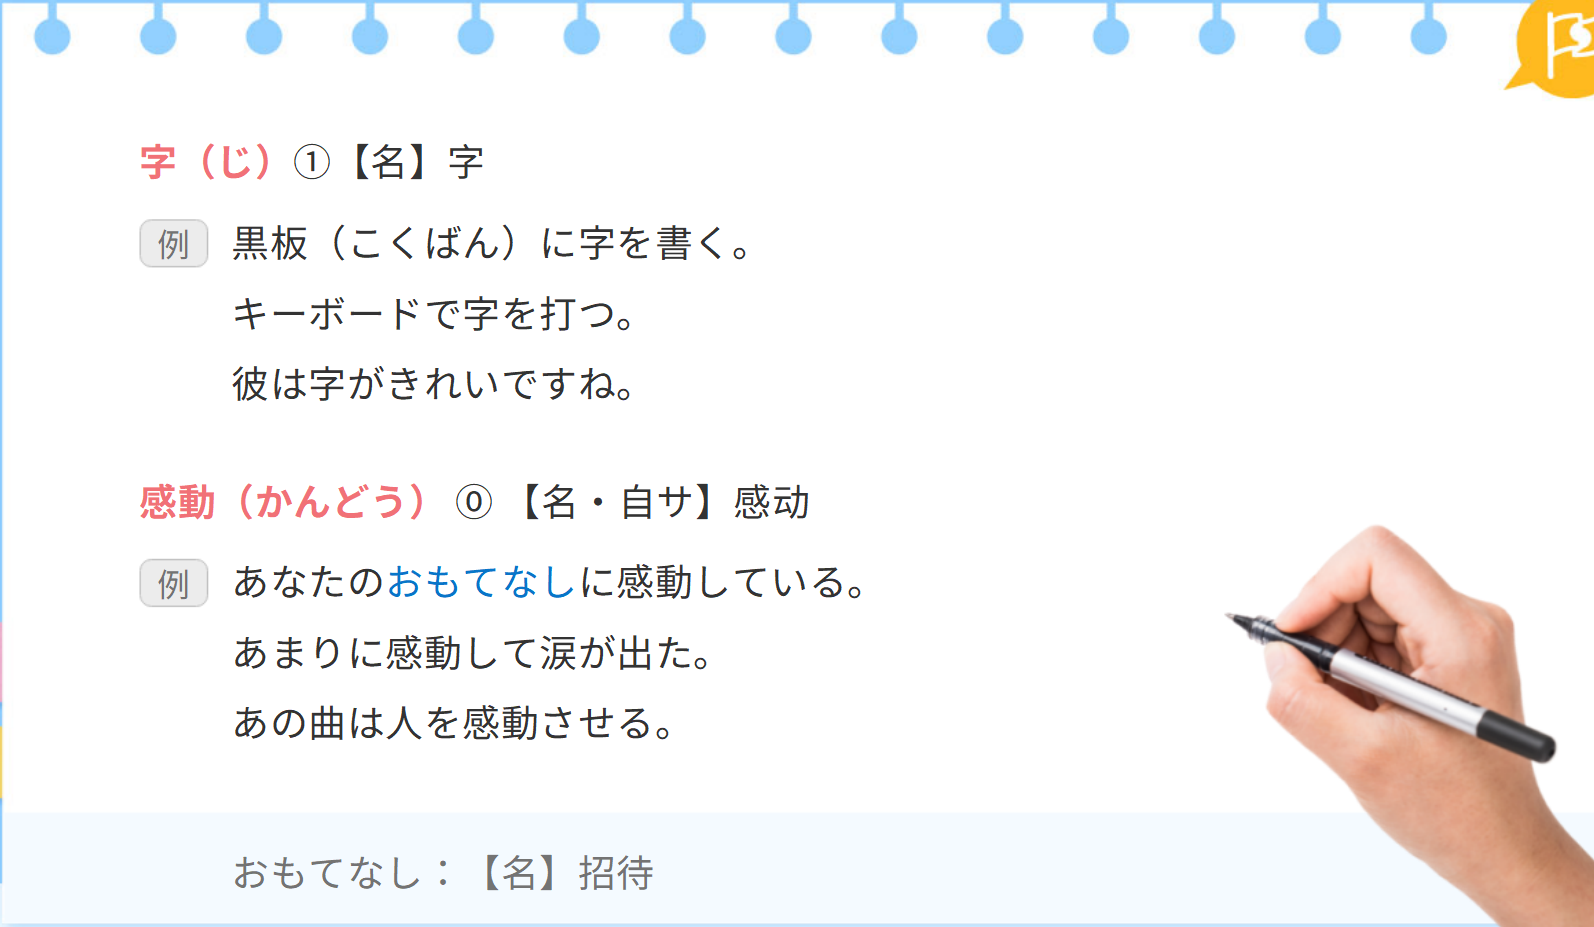 字（じ）①【名】字
例 黒板（こくばん）に字を書く。
キーボードで字を打つ。
彼は字がきれいですね。
感動（かんどう）⓪【名・自サ】感动
例 あなたのおもてなしに感動している。
あまりに感動して涙が出た。
あの曲は人を感動させる。
おもてなし：【名】招待